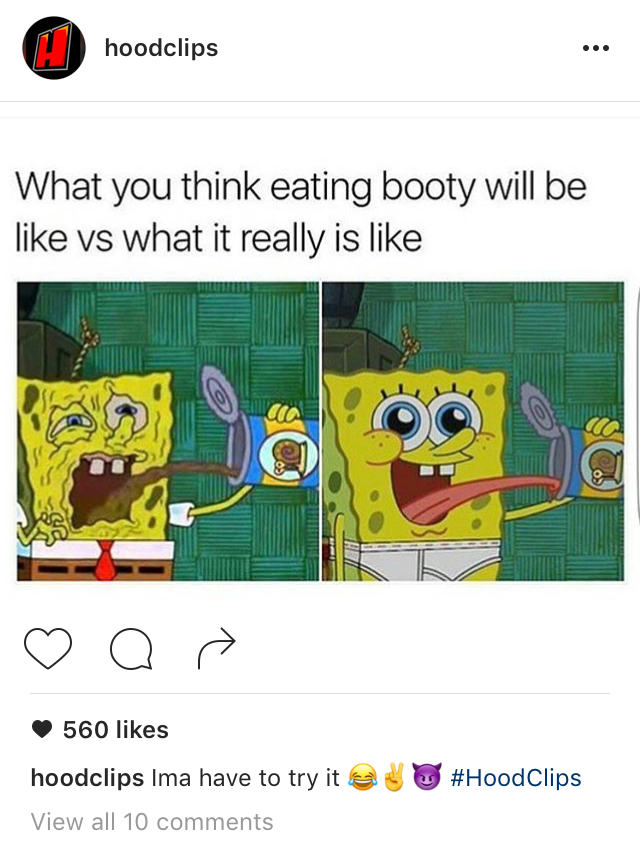 H
hoodclips
What you think eating booty will be
like vs what it really is like
560 likes
hoodclips Ima have to try it 😂✌️😈 #HoodClips
View all 10 comments